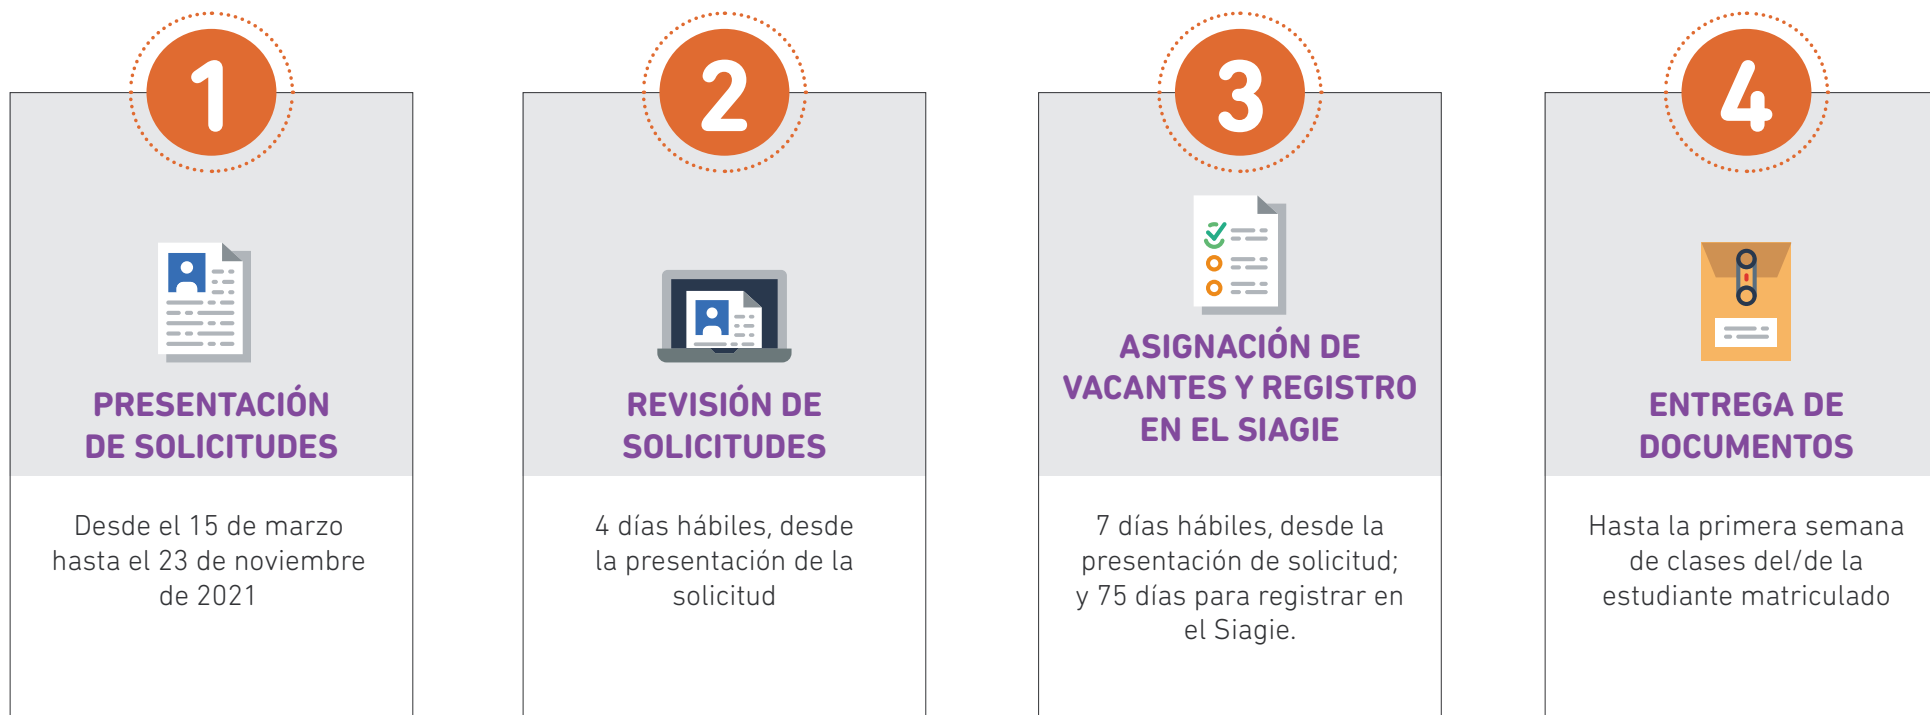 1
PRESENTACIÓN
DE SOLICITUDES
Desde el 15 de marzo
hasta el 23 de noviembre
de 2021
2
REVISIÓN DE
SOLICITUDES
4 días hábiles, desde
la presentación de la
solicitud
3
ASIGNACIÓN DE
VACANTES Y REGISTRO
EN EL SIAGIE
7 días hábiles, desde la
presentación de solicitud;
y 75 días para registrar en
el Siagie.
4
ENTREGA DE
DOCUMENTOS
Hasta la primera semana
de clases del/de la
estudiante matriculado